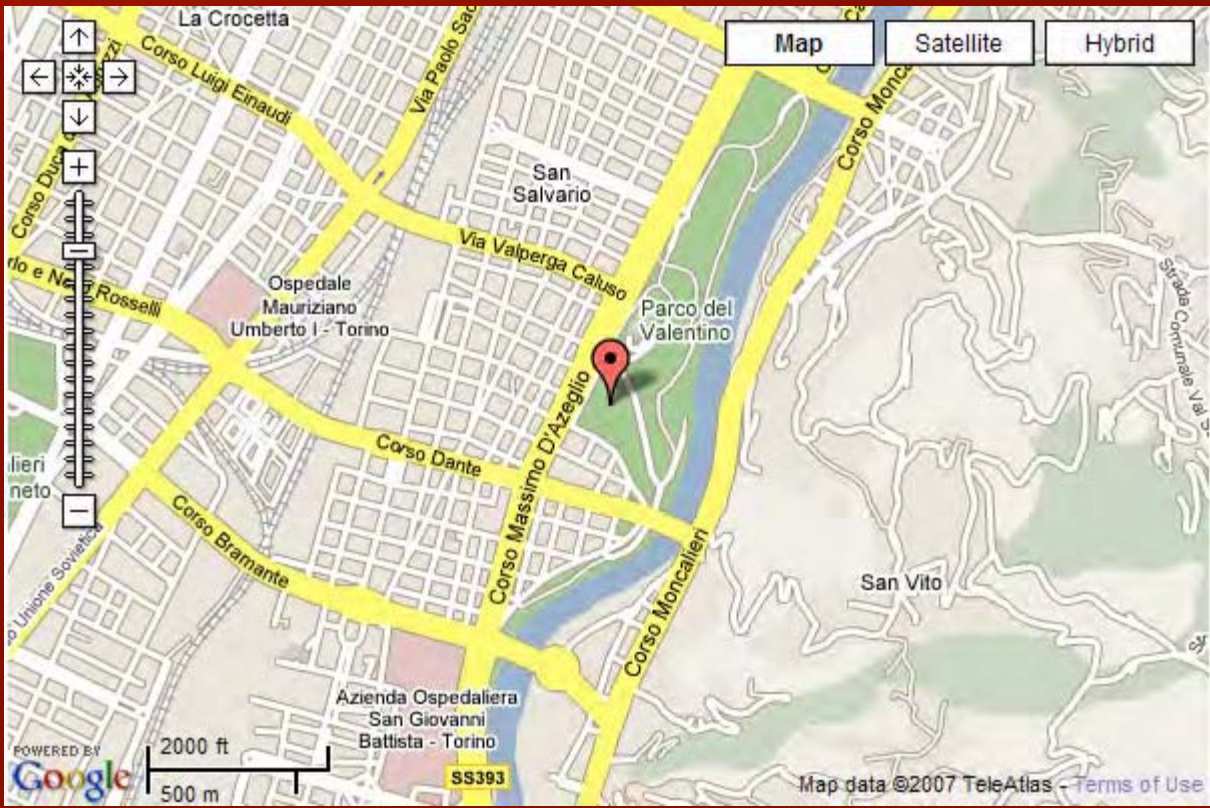 La Crocetta
Map
Satellite
Hybrid
Corso Luigi Einaudi
Via Paolo Sac
Corso Monca
Corso Duca
San
Salvario
Via Valperga Caluso
rlo e Nello Rosselli
Ospedale
Mauriziano
Umberto I - Torino
Parco del
Valentino
Strada Comunale Val S
Corso Massimo D'Azeglio
Corso Dante
lieri
neto
Corso Bramante
Unione Sovietica
Corso Moncalieri
San Vito
Azienda Ospedaliera
San Giovanni
Battista - Torino
SS393
POWERED BY
Google
2000 ft
500 m
Map data ©2007 TeleAtlas - Terms of Use